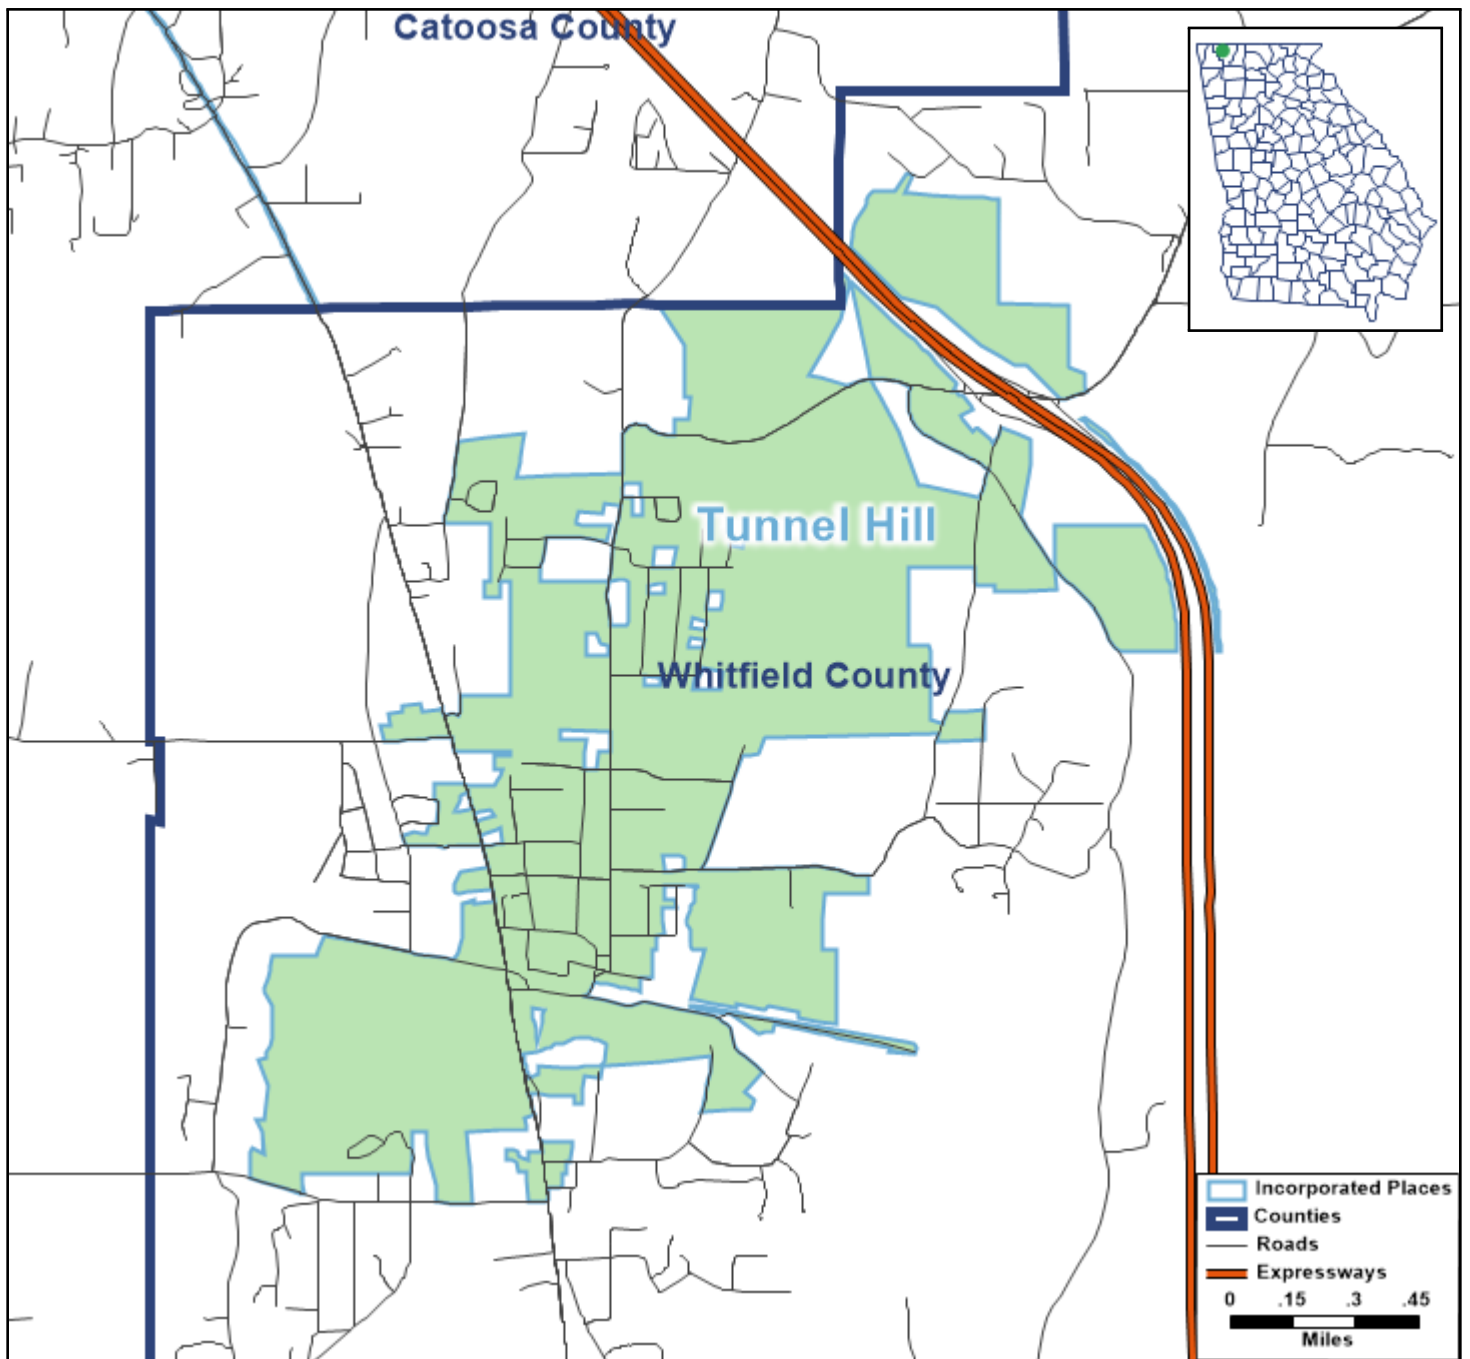 Catoosa County
Tunnel Hill
Whitfield County
Incorporated Places
Counties
Roads
Expressways
0 .15 .3 .45
Miles